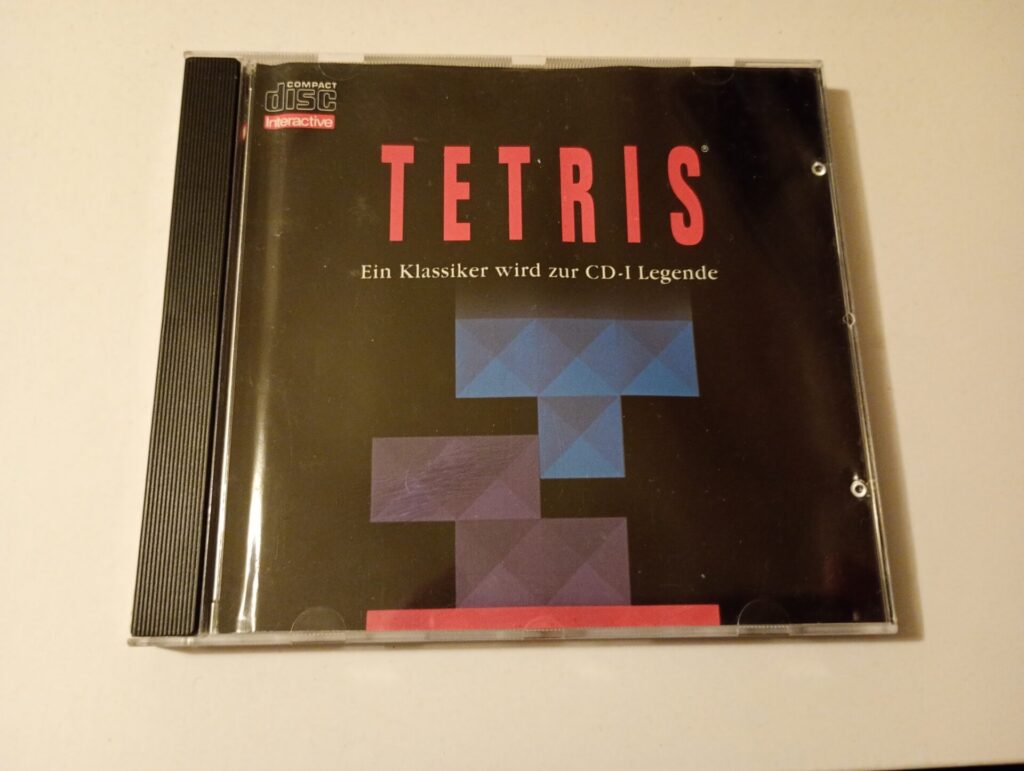 COMPACT
disc
Interactive
TETRIS®
Ein Klassiker wird zur CD-I Legende